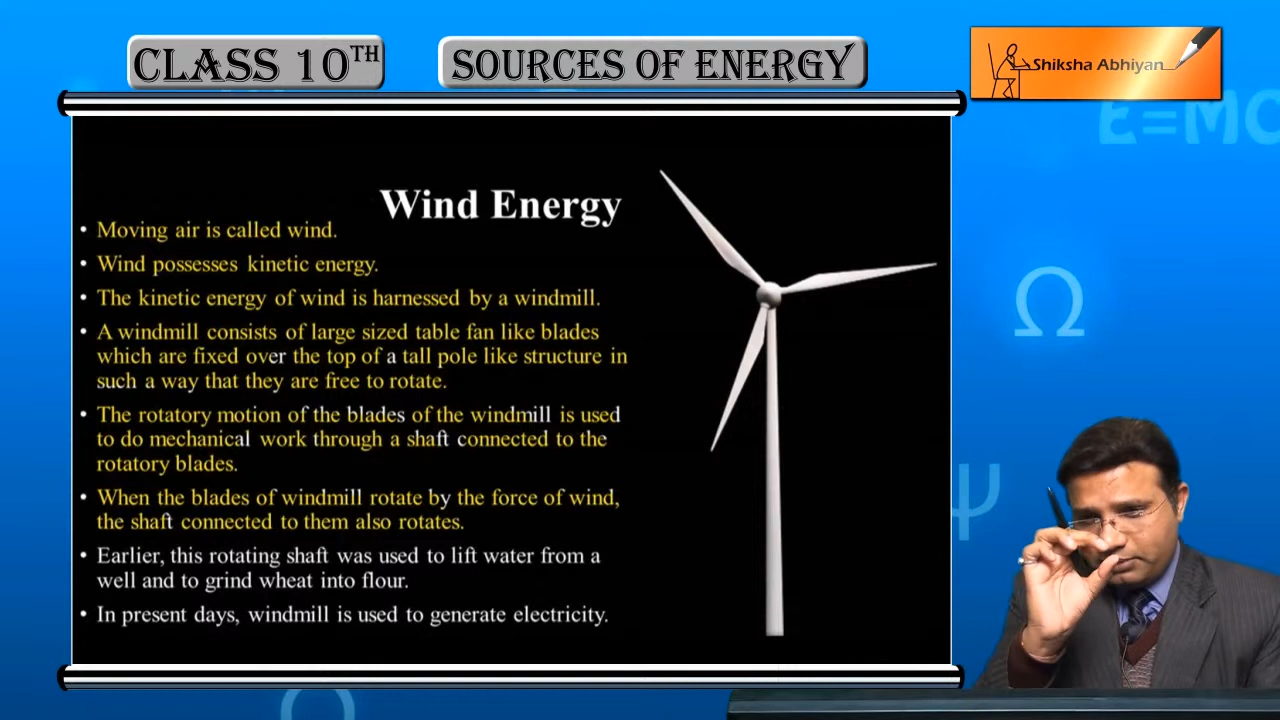 CLASS 10TH
SOURCES OF ENERGY
Shiksha Abhiyan
E=MC
Wind Energy
• Moving air is called wind.
• Wind possesses kinetic energy.
• The kinetic energy of wind is harnessed by a windmill.
• A windmill consists of large sized table fan like blades
which are fixed over the top of a tall pole like structure in
such a way that they are free to rotate.
• The rotatory motion of the blades of the windmill is used
to do mechanical work through a shaft connected to the
rotatory blades.
• When the blades of windmill rotate by the force of wind,
the shaft connected to them also rotates.
• Earlier, this rotating shaft was used to lift water from a
well and to grind wheat into flour.
• In present days, windmill is used to generate electricity.
Ω
Ψ
Ω